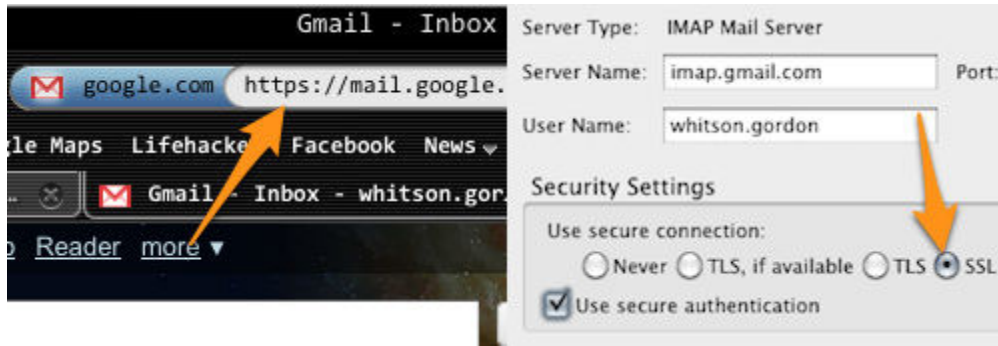 Gmail - Inbox
google.com https://mail.google.
gle Maps Lifehacke Facebook News
Gmail - Inbox - whitson.gor
Reader more
Server Type: IMAP Mail Server
Server Name: imap.gmail.com Port:
User Name: whitson.gordon
Security Settings
Use secure connection:
Never TLS, if available TLS SSL
Use secure authentication